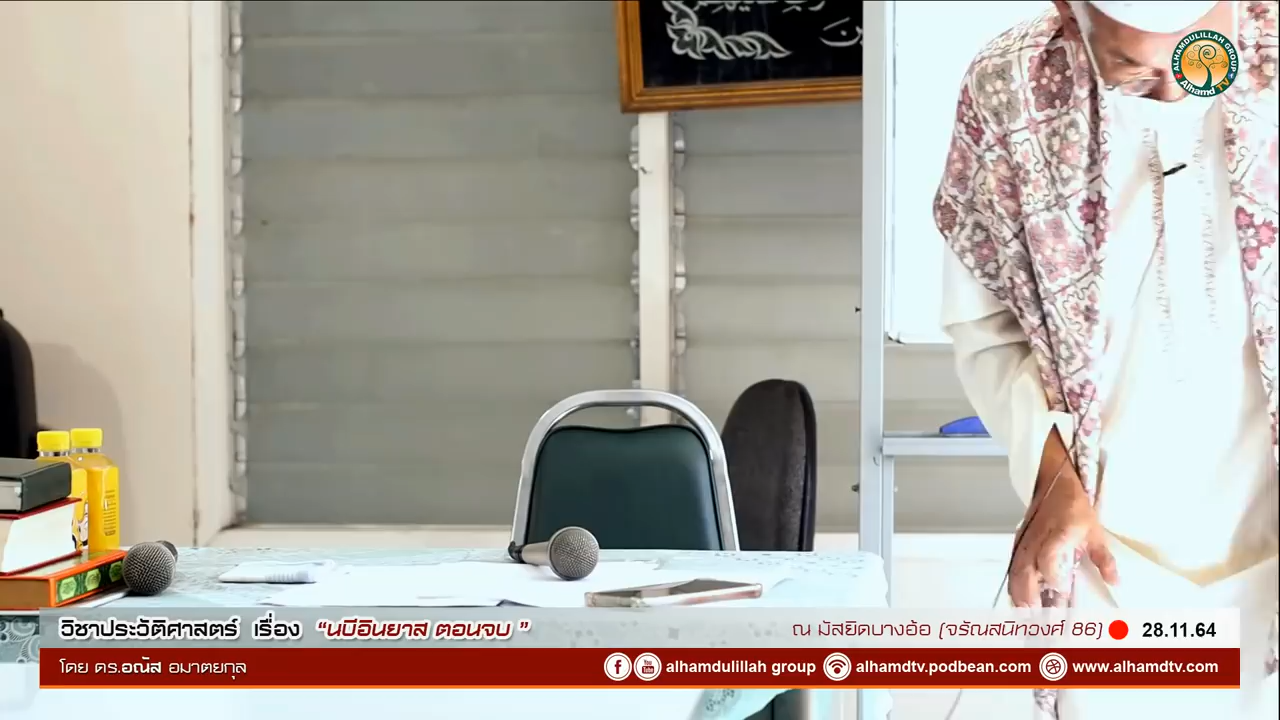 ALHAMDULILLAH GROUP
Alhamd TV
วิชาประวัติศาสตร์ เรื่อง “นบีอินยาส ตอนจบ ”
ณ มัสยิดบางอ้อ (จรัณสนิทวงศ์ 86)
28.11.64
โดย ดร.อณัส อมาตยกุล
alhamdulillah group
alhamdtv.podbean.com
www.alhamdtv.com